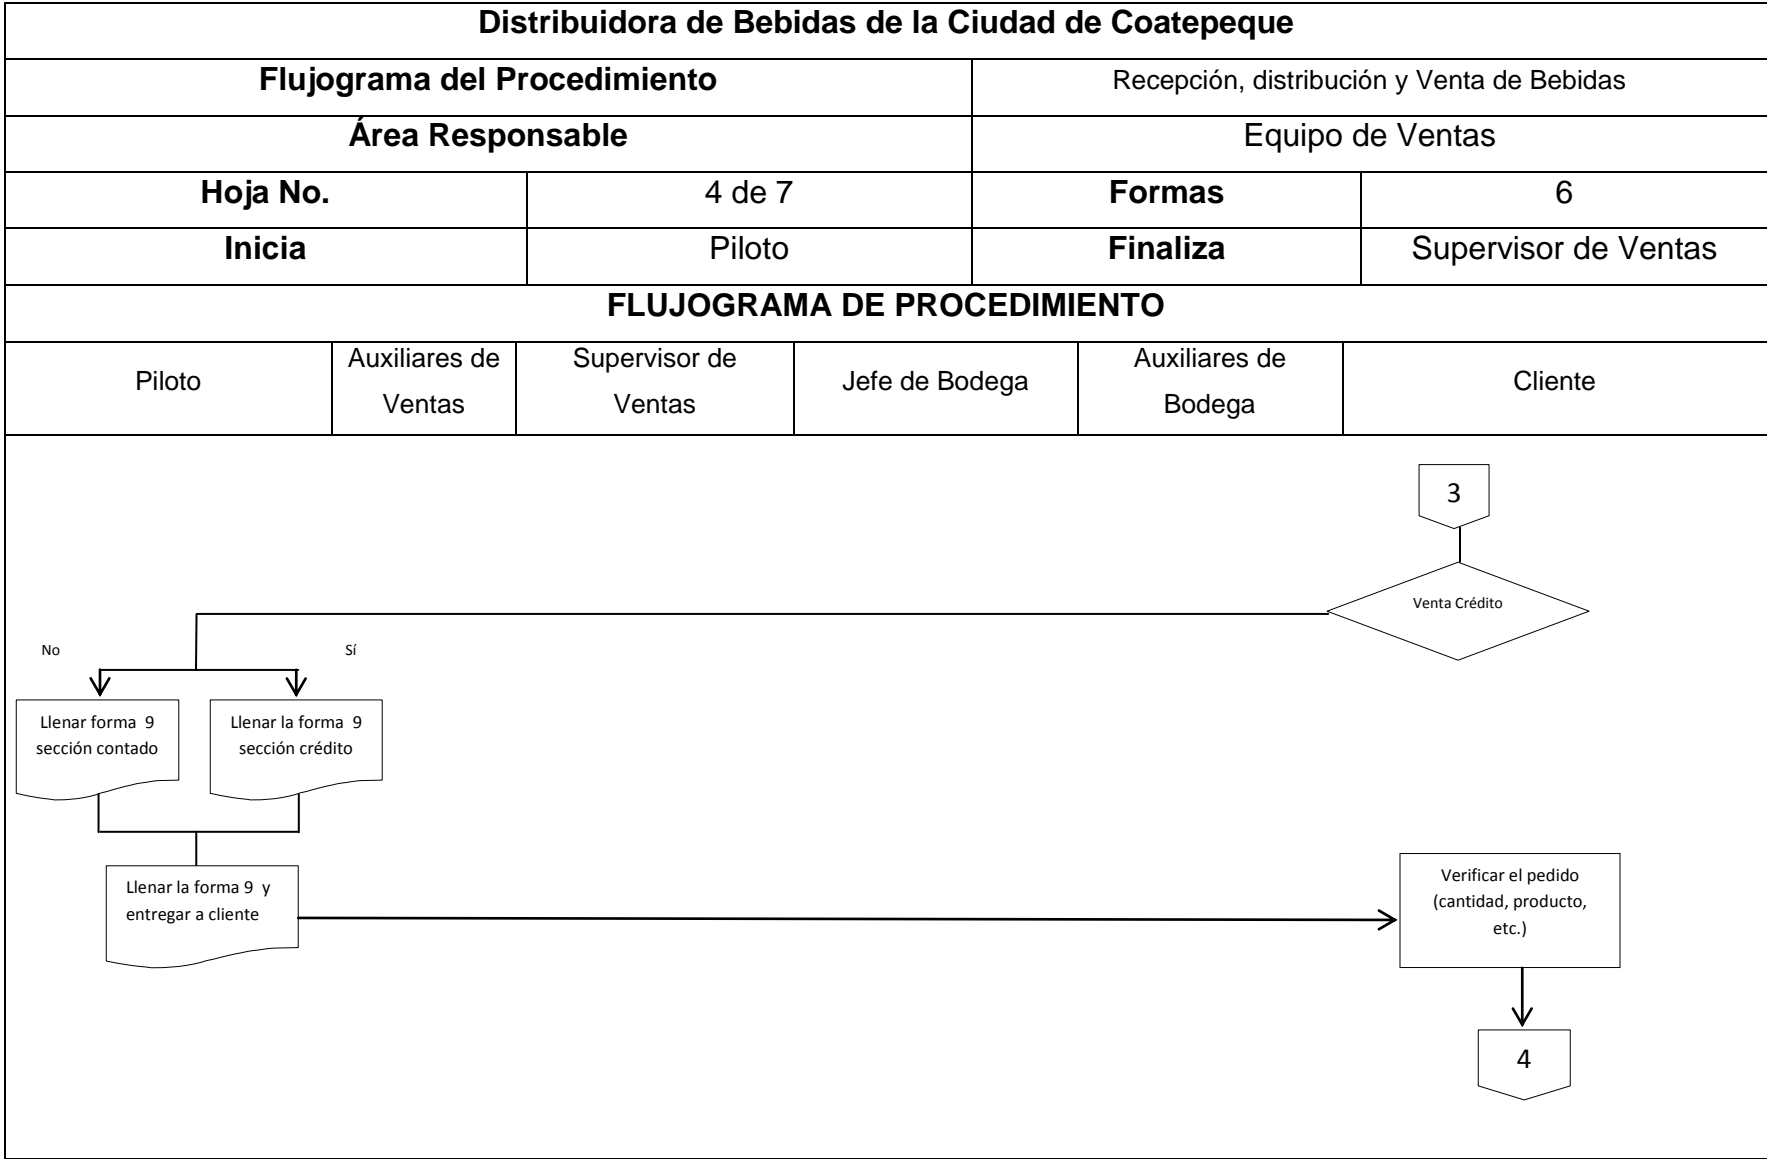 Distribuidora de Bebidas de la Ciudad de Coatepeque
Flujograma del Procedimiento
Recepción, distribución y Venta de Bebidas
Área Responsable
Equipo de Ventas
Hoja No.
4 de 7
Formas
6
Inicia
Piloto
Finaliza
Supervisor de Ventas
FLUJOGRAMA DE PROCEDIMIENTO
Piloto
Auxiliares de
Ventas
Supervisor de
Ventas
Jefe de Bodega
Auxiliares de
Bodega
Cliente
3
Venta Crédito
No
Sí
Llenar forma 9
sección contado
Llenar la forma 9
sección crédito
Llenar la forma 9 y
entregar a cliente
Verificar el pedido
(cantidad, producto,
etc.)
4